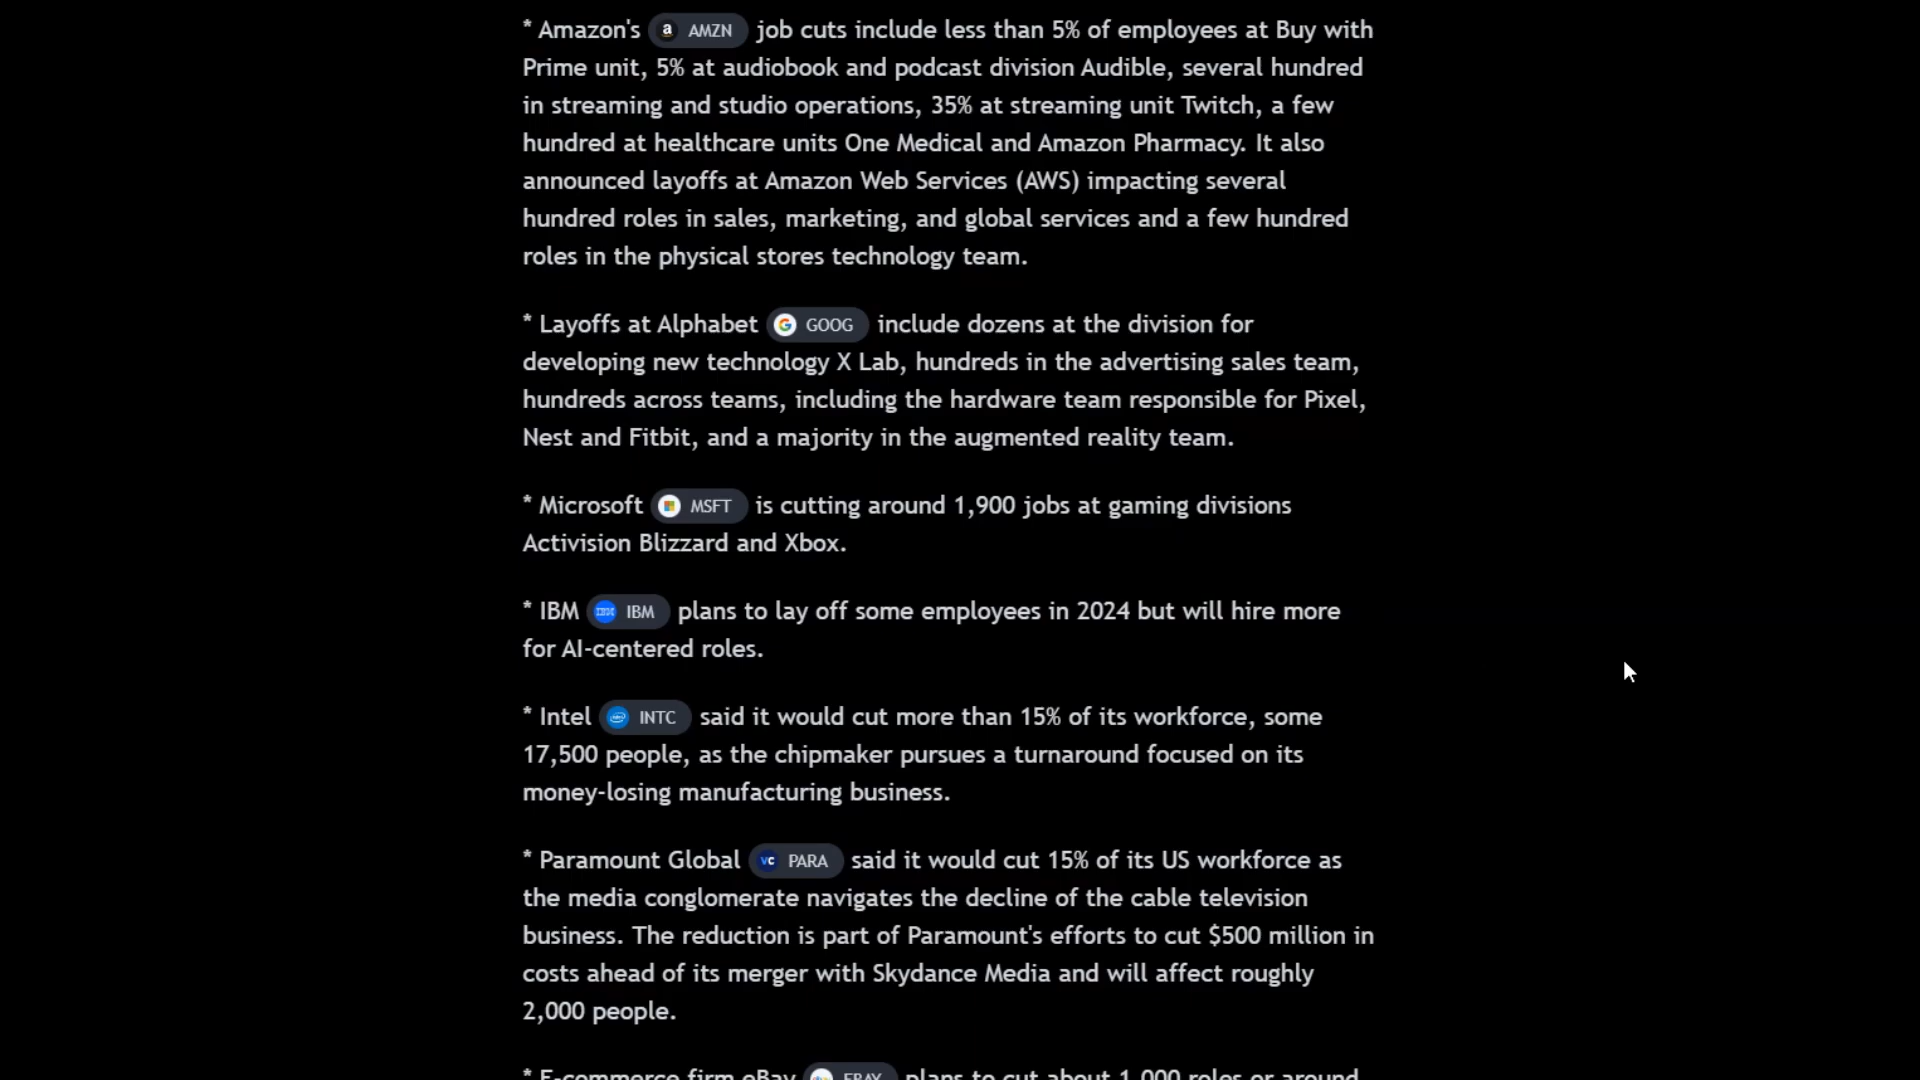 * Amazon's a AMZN job cuts include less than 5% of employees at Buy with
Prime unit, 5% at audiobook and podcast division Audible, several hundred
in streaming and studio operations, 35% at streaming unit Twitch, a few
hundred at healthcare units One Medical and Amazon Pharmacy. It also
announced layoffs at Amazon Web Services (AWS) impacting several
hundred roles in sales, marketing, and global services and a few hundred
roles in the physical stores technology team.
* Layoffs at Alphabet G GOOG include dozens at the division for
developing new technology X Lab, hundreds in the advertising sales team,
hundreds across teams, including the hardware team responsible for Pixel,
Nest and Fitbit, and a majority in the augmented reality team.
* Microsoft MSFT is cutting around 1,900 jobs at gaming divisions
Activision Blizzard and Xbox.
* IBM IBM IBM plans to lay off some employees in 2024 but will hire more
for AI-centered roles.
* Intel intel INTC said it would cut more than 15% of its workforce, some
17,500 people, as the chipmaker pursues a turnaround focused on its
money-losing manufacturing business.
* Paramount Global VC PARA said it would cut 15% of its US workforce as
the media conglomerate navigates the decline of the cable television
business. The reduction is part of Paramount's efforts to cut $500 million in
costs ahead of its merger with Skydance Media and will affect roughly
2,000 people.
* E-commerce firm eBay EBAY plans to cut about 1,000 roles or around